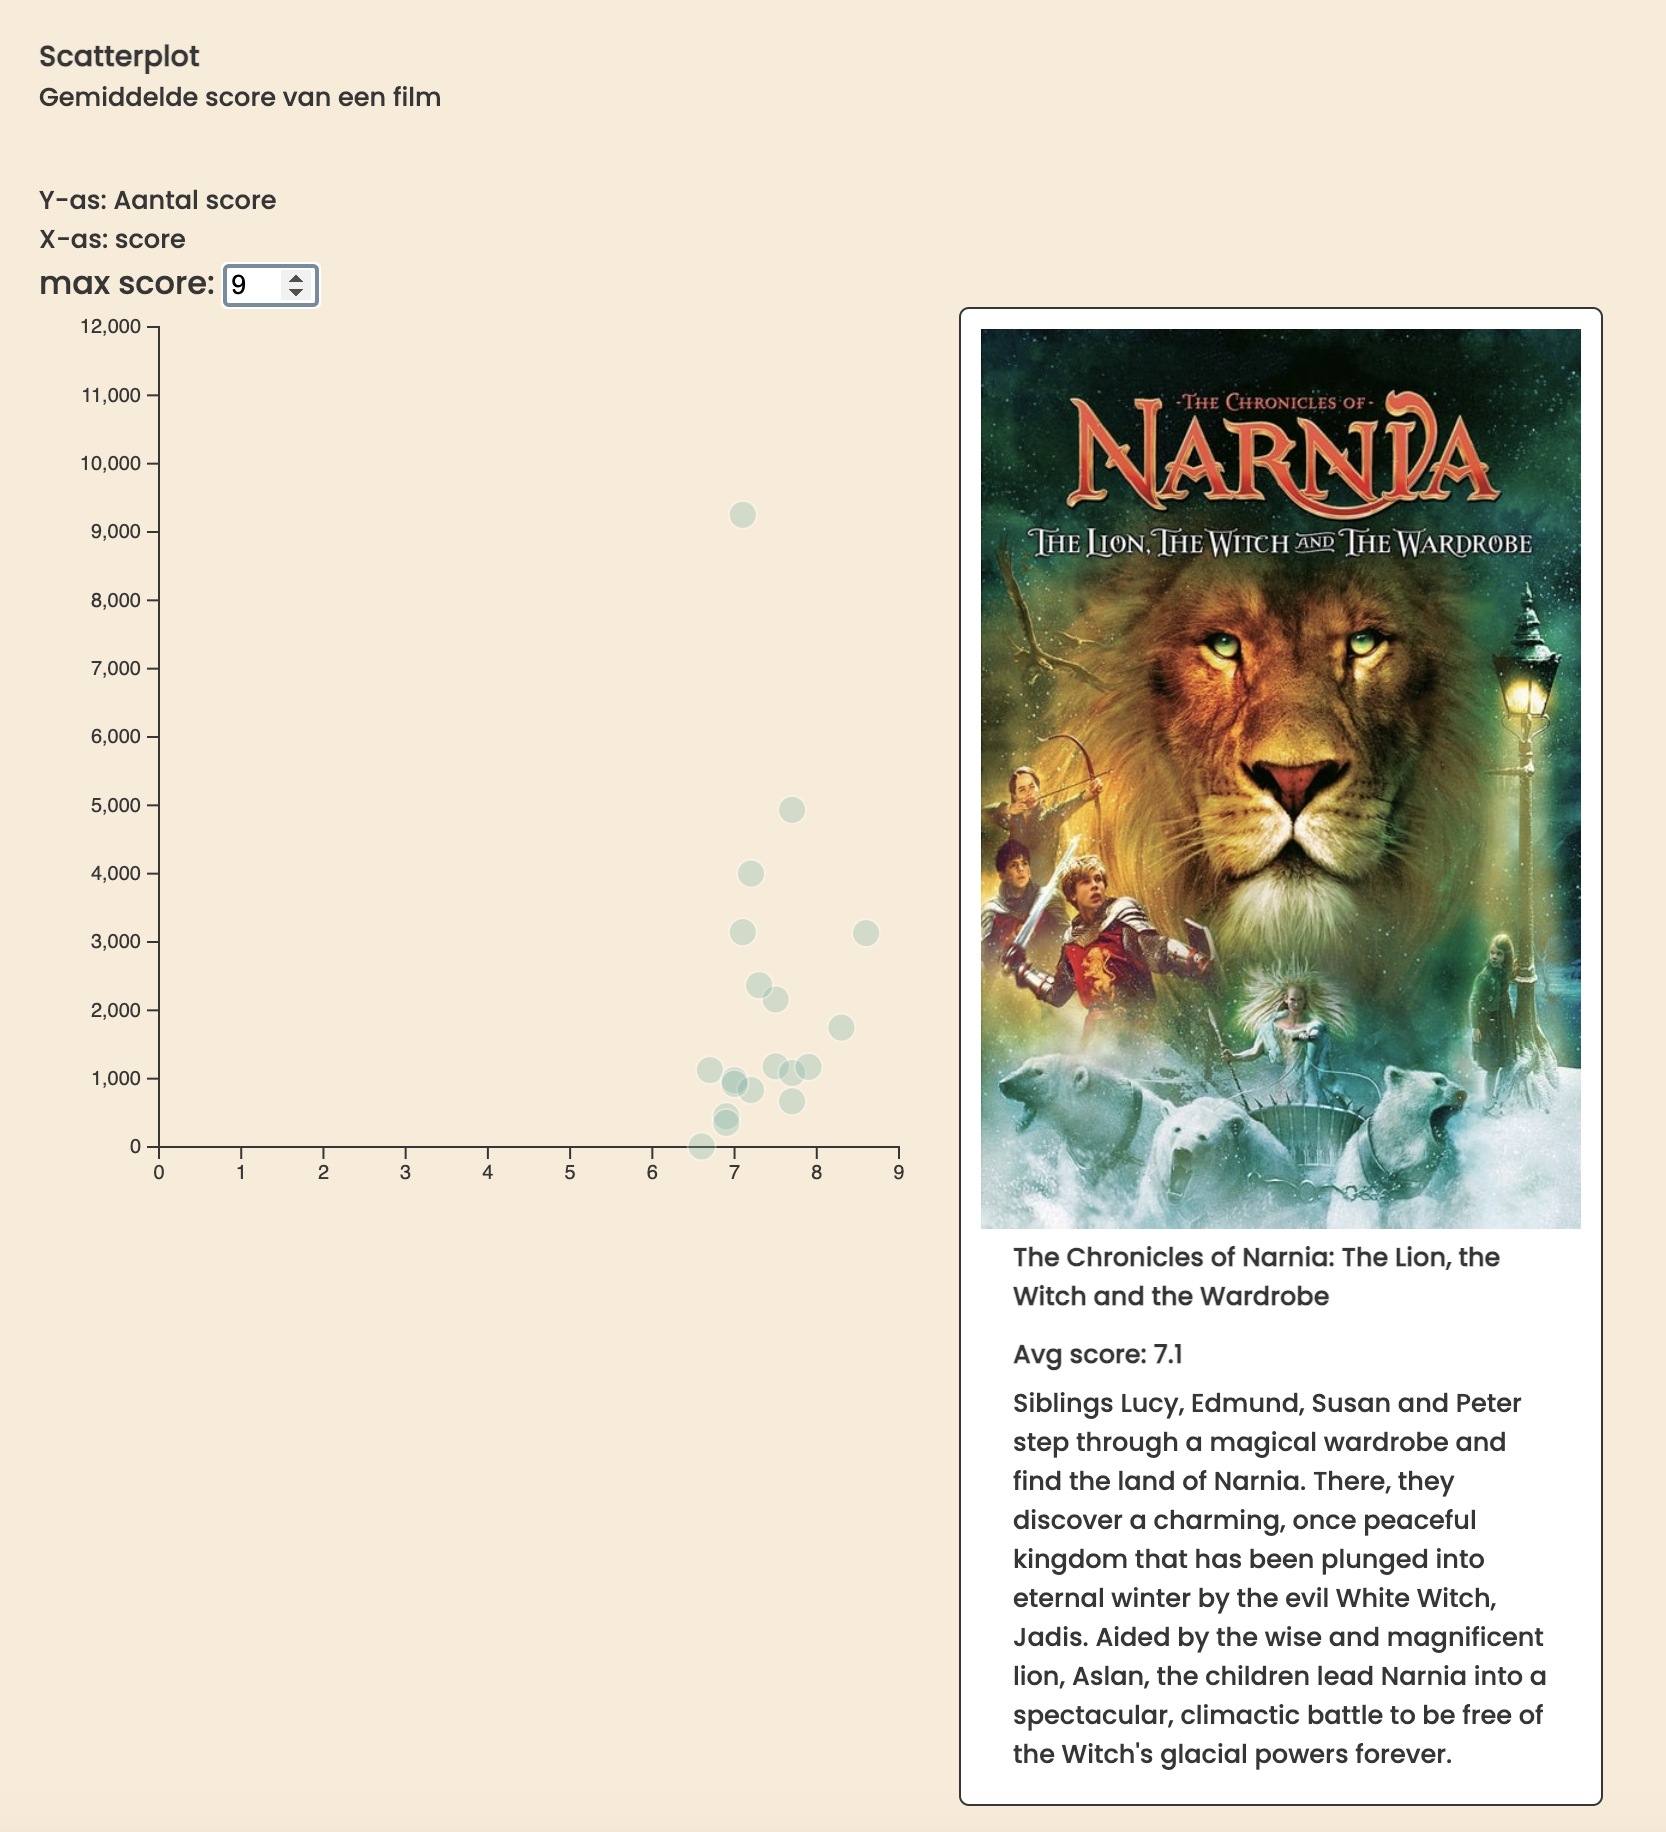 Scatterplot
Gemiddelde score van een film
Y-as: Aantal score
X-as: score
max score: 9
12,000
11,000
10,000
9,000
8,000
7,000
6,000
5,000
4,000
3,000
2,000
1,000
0
0 1 2 3 4 5 6 7 8 9
-THE CHRONICLES OF-
NARNIA
THE LION, THE WITCH AND THE WARDROBE
The Chronicles of Narnia: The Lion, the
Witch and the Wardrobe
Avg score: 7.1
Siblings Lucy, Edmund, Susan and Peter
step through a magical wardrobe and
find the land of Narnia. There, they
discover a charming, once peaceful
kingdom that has been plunged into
eternal winter by the evil White Witch,
Jadis. Aided by the wise and magnificent
lion, Aslan, the children lead Narnia into a
spectacular, climactic battle to be free of
the Witch's glacial powers forever.